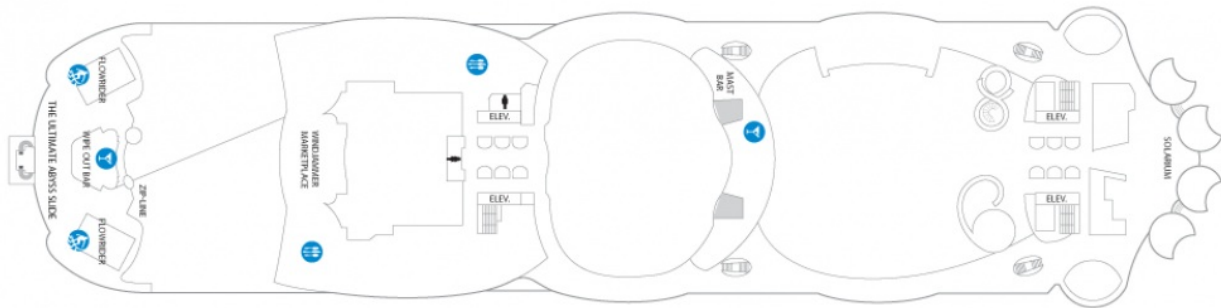 FLOWRIDER
THE ULTIMATE ABYSS SLIDE
WIPE OUT BAR
ZIP-LINE
FLOWRIDER
WINDJAMMER
MARKETPLACE
ELEV.
ELEV.
MAST
BAR
ELEV.
ELEV.
SOLARIUM